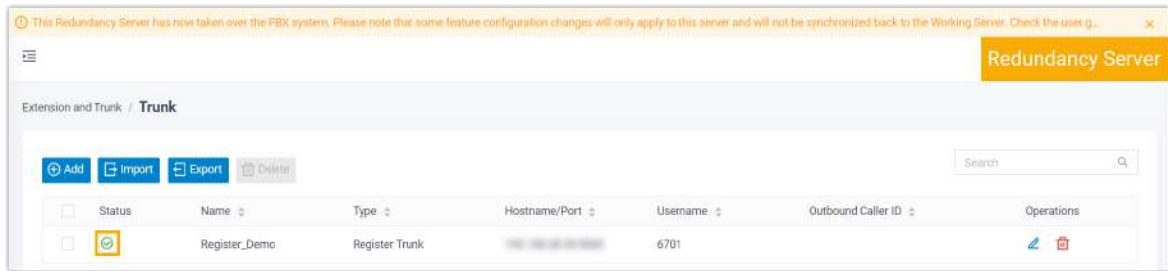 This Redundancy Server has now taken over the PBX system. Please note that some feature configuration changes will only apply to this server and will not be synchronized back to the Working Server. Check the user g...
Redundancy Server
Extension and Trunk / Trunk
Add Import Export Delete Search
Status Name Type Hostname/Port Username Outbound Caller ID Operations
Register_Demo Register Trunk 6701